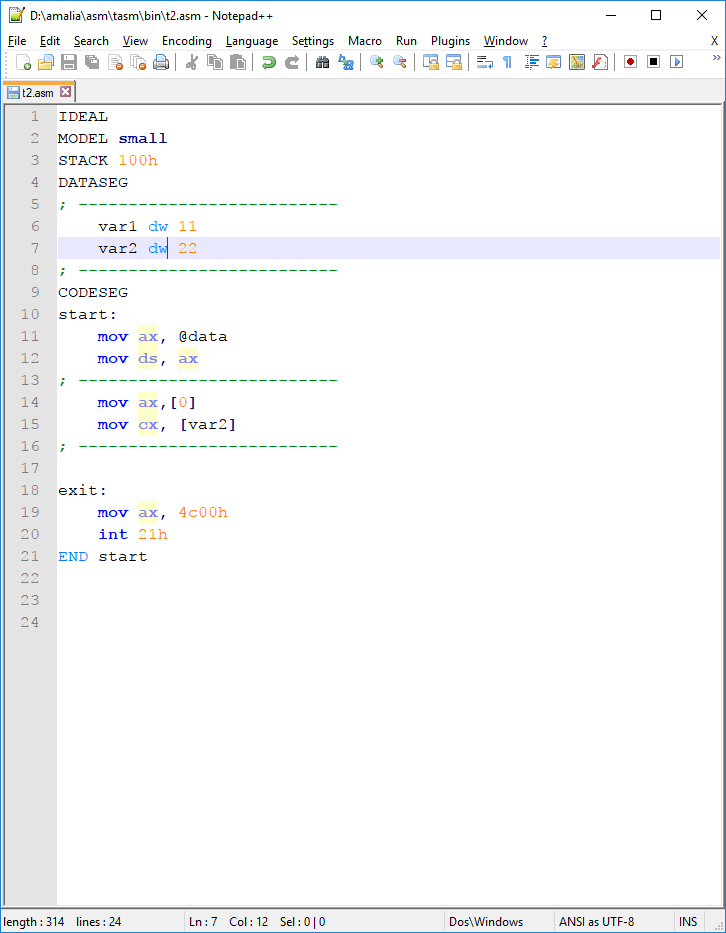 D:\amalia\asm\tasm\bin\t2.asm - Notepad++
File Edit Search View Encoding Language Settings Macro Run Plugins Window ? X
t2.asm
1 IDEAL
2 MODEL small
3 STACK 100h
4 DATASEG
5 ; --------------------------
6     var1 dw 11
7     var2 dw 22
8 ; --------------------------
9 CODESEG
10 start:
11     mov ax, @data
12     mov ds, ax
13 ; --------------------------
14     mov ax,[0]
15     mov cx, [var2]
16 ; --------------------------
17
18 exit:
19     mov ax, 4c00h
20     int 21h
21 END start
22
23
24
length : 314 lines : 24 Ln : 7 Col : 12 Sel : 0 | 0 Dos\Windows ANSI as UTF-8 INS